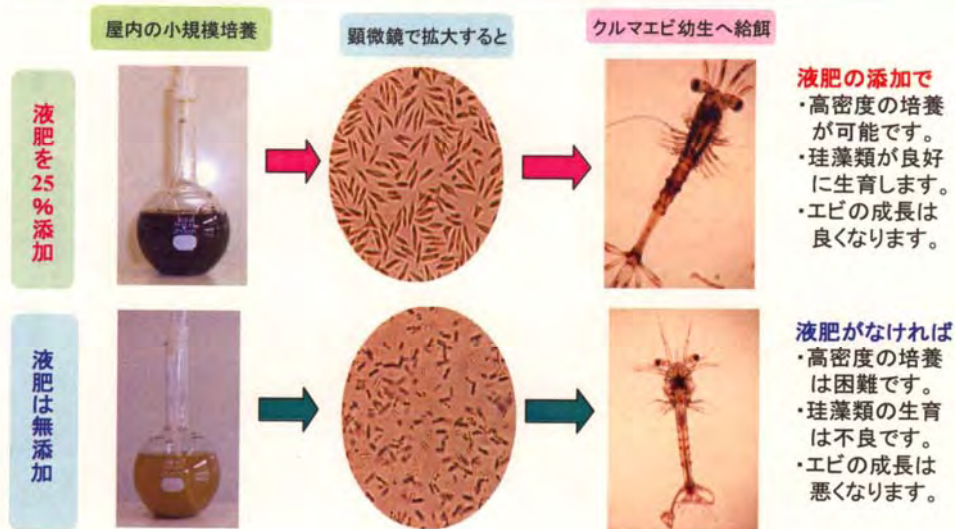 屋内の小規模培養
顕微鏡で拡大すると
クルマエビ幼生へ給餌
液肥を25%添加
液肥の添加で
・高密度の培養
が可能です。
・珪藻類が良好
に生育します。
・エビの成長は
良くなります。
液肥は無添加
液肥がなければ
・高密度の培養
は困難です。
・珪藻類の生育
は不良です。
・エビの成長は
悪くなります。